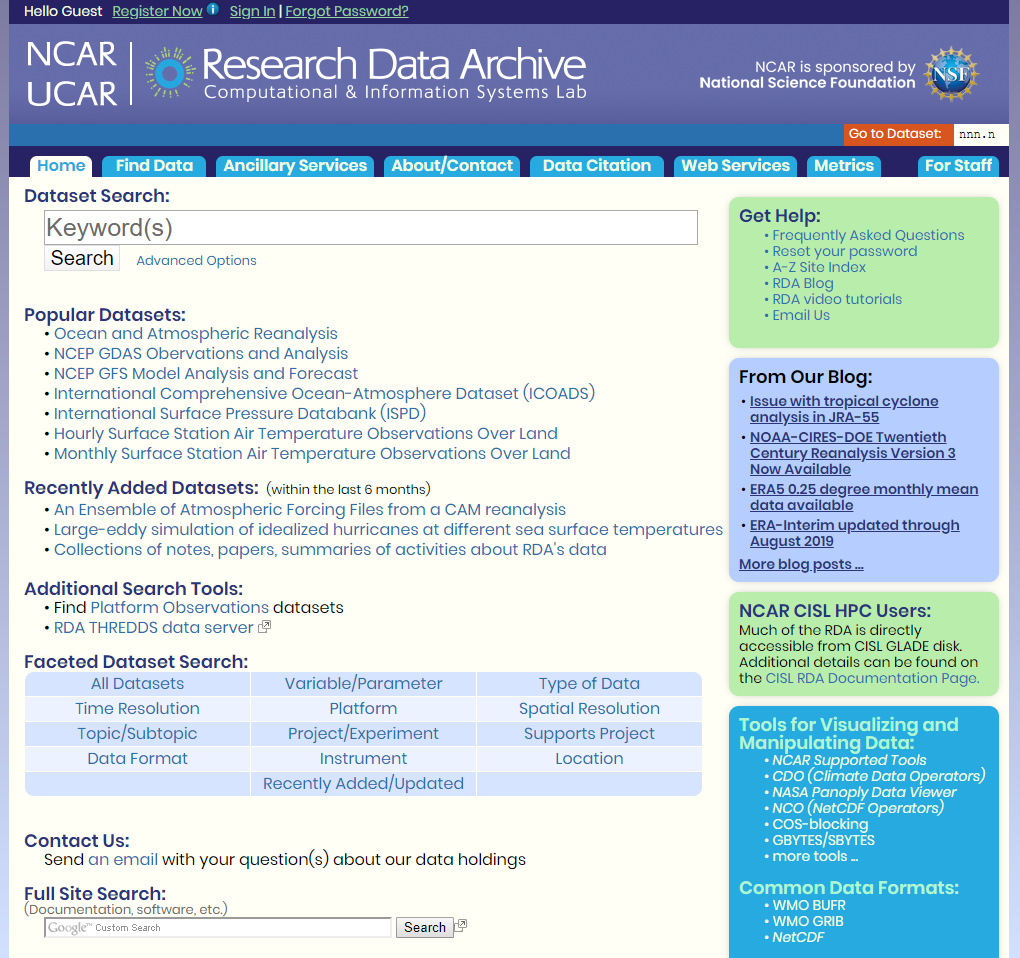 Hello Guest Register Now i Sign In | Forgot Password?
NCAR
UCAR
Research Data Archive
Computational & Information Systems Lab
NCAR is sponsored by
National Science Foundation
NSF
Go to Dataset: nnn.n
Home Find Data Ancillary Services About/Contact Data Citation Web Services Metrics For Staff
Dataset Search:
Keyword(s)
Search Advanced Options
Popular Datasets:
• Ocean and Atmospheric Reanalysis
• NCEP GDAS Obervations and Analysis
• NCEP GFS Model Analysis and Forecast
• International Comprehensive Ocean-Atmosphere Dataset (ICOADS)
• International Surface Pressure Databank (ISPD)
• Hourly Surface Station Air Temperature Observations Over Land
• Monthly Surface Station Air Temperature Observations Over Land
Recently Added Datasets: (within the last 6 months)
• An Ensemble of Atmospheric Forcing Files from a CAM reanalysis
• Large-eddy simulation of idealized hurricanes at different sea surface temperatures
• Collections of notes, papers, summaries of activities about RDA's data
Additional Search Tools:
• Find Platform Observations datasets
• RDA THREDDS data server
Faceted Dataset Search:
All Datasets Variable/Parameter Type of Data
Time Resolution Platform Spatial Resolution
Topic/Subtopic Project/Experiment Supports Project
Data Format Instrument Location
Recently Added/Updated
Contact Us:
Send an email with your question(s) about our data holdings
Full Site Search:
(Documentation, software, etc.)
Google™ Custom Search Search
Get Help:
• Frequently Asked Questions
• Reset your password
• A-Z Site Index
• RDA Blog
• RDA video tutorials
• Email Us
From Our Blog:
• Issue with tropical cyclone
analysis in JRA-55
• NOAA-CIRES-DOE Twentieth
Century Reanalysis Version 3
Now Available
• ERA5 0.25 degree monthly mean
data available
• ERA-Interim updated through
August 2019
More blog posts ...
NCAR CISL HPC Users:
Much of the RDA is directly
accessible from CISL GLADE disk.
Additional details can be found on
the CISL RDA Documentation Page.
Tools for Visualizing and
Manipulating Data:
• NCAR Supported Tools
• CDO (Climate Data Operators)
• NASA Panoply Data Viewer
• NCO (NetCDF Operators)
• COS-blocking
• GBYTES/SBYTES
• more tools ...
Common Data Formats:
• WMO BUFR
• WMO GRIB
• NetCDF